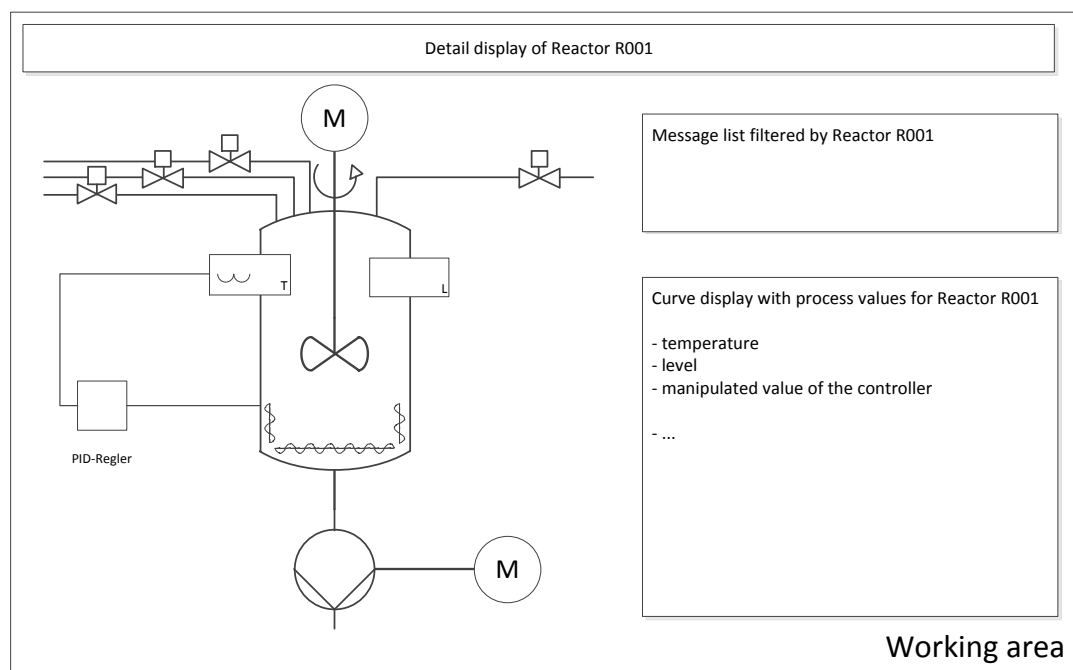 Detail display of Reactor R001
M
Message list filtered by Reactor R001
T
L
Curve display with process values for Reactor R001
- temperature
- level
- manipulated value of the controller
- ...
PID-Regler
M
Working area